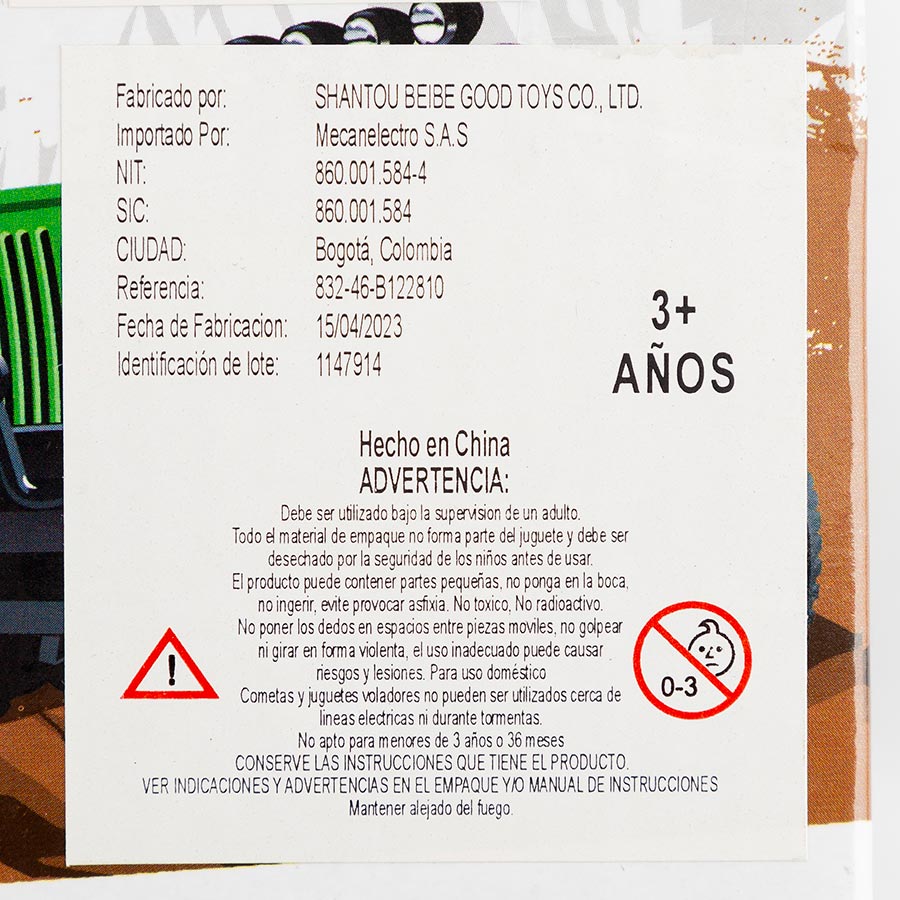 Fabricado por: SHANTOU BEIBE GOOD TOYS CO., LTD.
Importado Por: Mecanelectro S.A.S
NIT: 860.001.584-4
SIC: 860.001.584
CIUDAD: Bogotá, Colombia
Referencia: 832-46-B122810
Fecha de Fabricacion: 15/04/2023
Identificación de lote: 1147914
3+
AÑOS
Hecho en China
ADVERTENCIA:
Debe ser utilizado bajo la supervision de un adulto.
Todo el material de empaque no forma parte del juguete y debe ser
desechado por la seguridad de los niños antes de usar.
El producto puede contener partes pequeñas, no ponga en la boca,
no ingerir, evite provocar asfixia. No toxico, No radioactivo.
No poner los dedos en espacios entre piezas moviles, no golpear
ni girar en forma violenta, el uso inadecuado puede causar
riesgos y lesiones. Para uso doméstico
Cometas y juguetes voladores no pueden ser utilizados cerca de
lineas electricas ni durante tormentas.
No apto para menores de 3 años o 36 meses
CONSERVE LAS INSTRUCCIONES QUE TIENE EL PRODUCTO.
VER INDICACIONES Y ADVERTENCIAS EN EL EMPAQUE Y/O MANUAL DE INSTRUCCIONES
Mantener alejado del fuego.
!
0-3